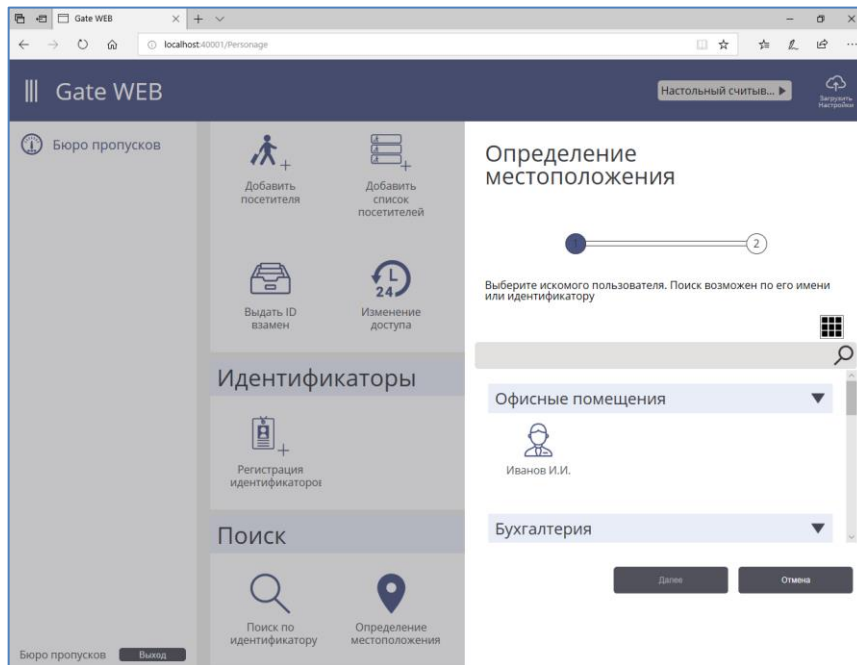 Gate WEB
localhost:40001/Personage
Gate WEB
Настольный считыв...
Загрузить
Настройки
Бюро пропусков
Добавить
посетителя
Добавить
список
посетителей
24
Выдать ID
взамен
Изменение
доступа
Идентификаторы
Регистрация
идентификаторов
Поиск
Поиск по
идентификатору
Определение
местоположения
Бюро пропусков
Выход
Определение
местоположения
1
2
Выберите искомого пользователя. Поиск возможен по его имени
или идентификатору
Офисные помещения
Иванов И.И.
Бухгалтерия
Далее
Отмена